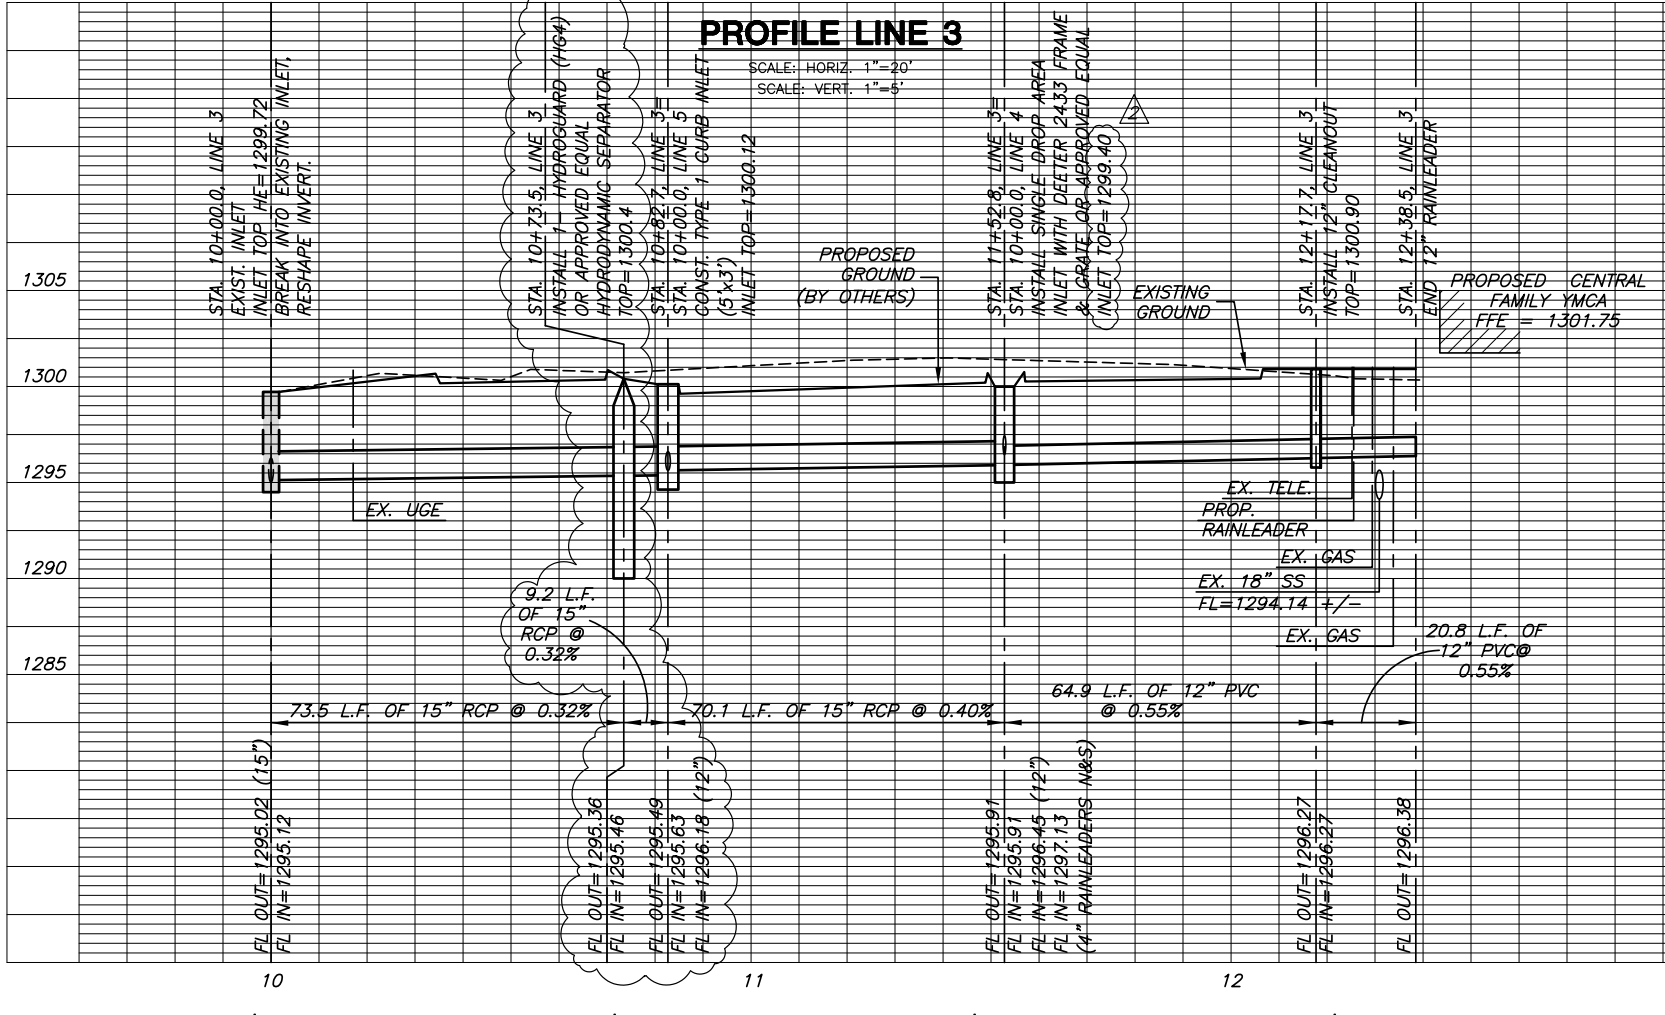 PROFILE LINE 3
SCALE: HORIZ. 1"=20'
SCALE: VERT. 1"=5'
STA. 10+00.0, LINE 3
EXIST. INLET
INLET TOP HE=1299.72
BREAK INTO EXISTING INLET,
RESHAPE INVERT.
STA. 10+73.5, LINE 3
INSTALL 1- HYDROGUARD (HG4)
OR APPROVED EQUAL
HYDRODYNAMIC SEPARATOR
TOP=1300.4
STA. 10+82.7, LINE 3=
STA. 10+00.0, LINE 5
CONST. TYPE 1 CURB INLET
(5'x3')
INLET TOP=1300.12
STA. 11+52.8, LINE 3=
STA. 10+00.0, LINE 4
INSTALL SINGLE DROP AREA
INLET WITH DEETER 2433 FRAME
& GRATE OR APPROVED EQUAL
INLET TOP=1299.40
2
STA. 12+17.7, LINE 3
INSTALL 12" CLEANOUT
TOP=1300.90
STA. 12+38.5, LINE 3
END 12" RAINLEADER
PROPOSED
GROUND
(BY OTHERS)
EXISTING
GROUND
PROPOSED CENTRAL
FAMILY YMCA
FFE = 1301.75
1305
1300
1295
1290
1285
EX. UGE
EX. TELE.
PROP.
RAINLEADER
EX. GAS
EX. 18" SS
FL=1294.14 +/-
EX. GAS
9.2 L.F.
OF 15"
RCP @
0.32%
20.8 L.F. OF
12" PVC@
0.55%
73.5 L.F. OF 15" RCP @ 0.32%
70.1 L.F. OF 15" RCP @ 0.40%
64.9 L.F. OF 12" PVC
@ 0.55%
FL OUT=1295.02 (15")
FL IN=1295.12
FL OUT=1295.36
FL IN=1295.46
FL OUT=1295.49
FL IN=1295.63
FL IN=1296.18 (12")
FL OUT=1295.91
FL IN=1295.91
FL IN=1296.45 (12")
FL IN=1297.13
(4" RAINLEADERS N&S)
FL OUT=1296.27
FL IN=1296.27
FL OUT=1296.38
10
11
12